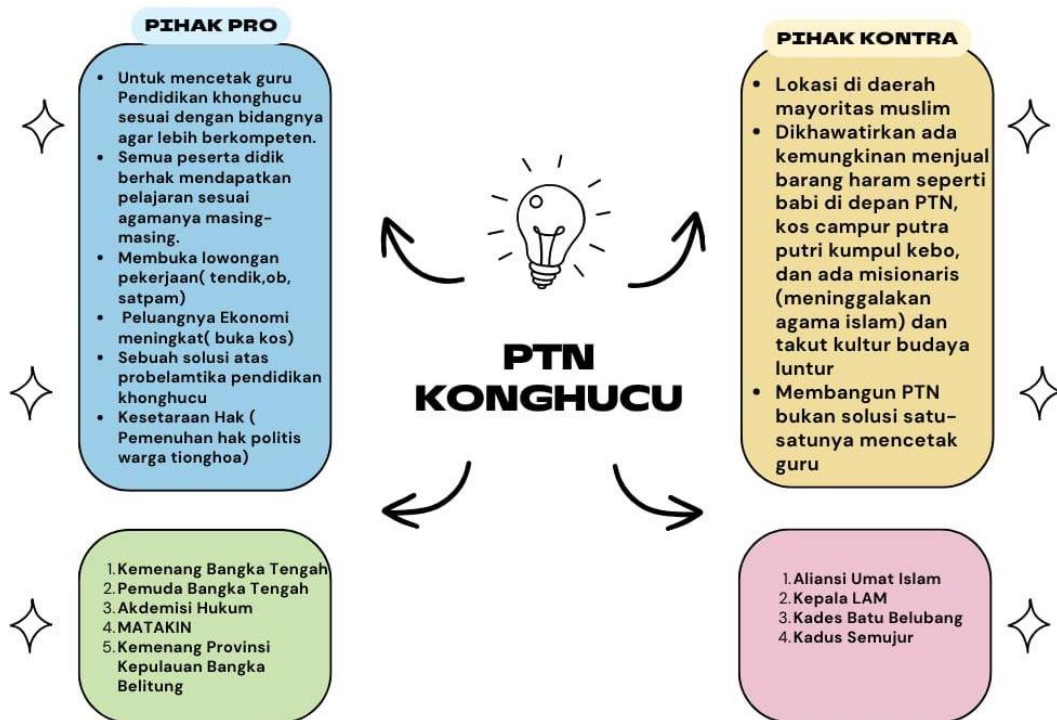 PIHAK PRO
• Untuk mencetak guru
Pendidikan khonghucu
sesuai dengan bidangnya
agar lebih berkompeten.
• Semua peserta didik
berhak mendapatkan
pelajaran sesuai
agamanya masing-
masing.
• Membuka lowongan
pekerjaan( tendik,ob,
satpam)
• Peluangnya Ekonomi
meningkat( buka kos)
• Sebuah solusi atas
probelamtika pendidikan
khonghucu
• Kesetaraan Hak (
Pemenuhan hak politis
warga tionghoa)
PIHAK KONTRA
• Lokasi di daerah
mayoritas muslim
• Dikhawatirkan ada
kemungkinan menjual
barang haram seperti
babi di depan PTN,
kos campur putra
putri kumpul kebo,
dan ada misionaris
(meninggalakan
agama islam) dan
takut kultur budaya
luntur
• Membangun PTN
bukan solusi satu-
satunya mencetak
guru
PTN
KONGHUCU
1. Kemenang Bangka Tengah
2. Pemuda Bangka Tengah
3. Akdemisi Hukum
4. MATAKIN
5. Kemenang Provinsi
Kepulauan Bangka
Belitung
1. Aliansi Umat Islam
2. Kepala LAM
3. Kades Batu Belubang
4. Kadus Semujur